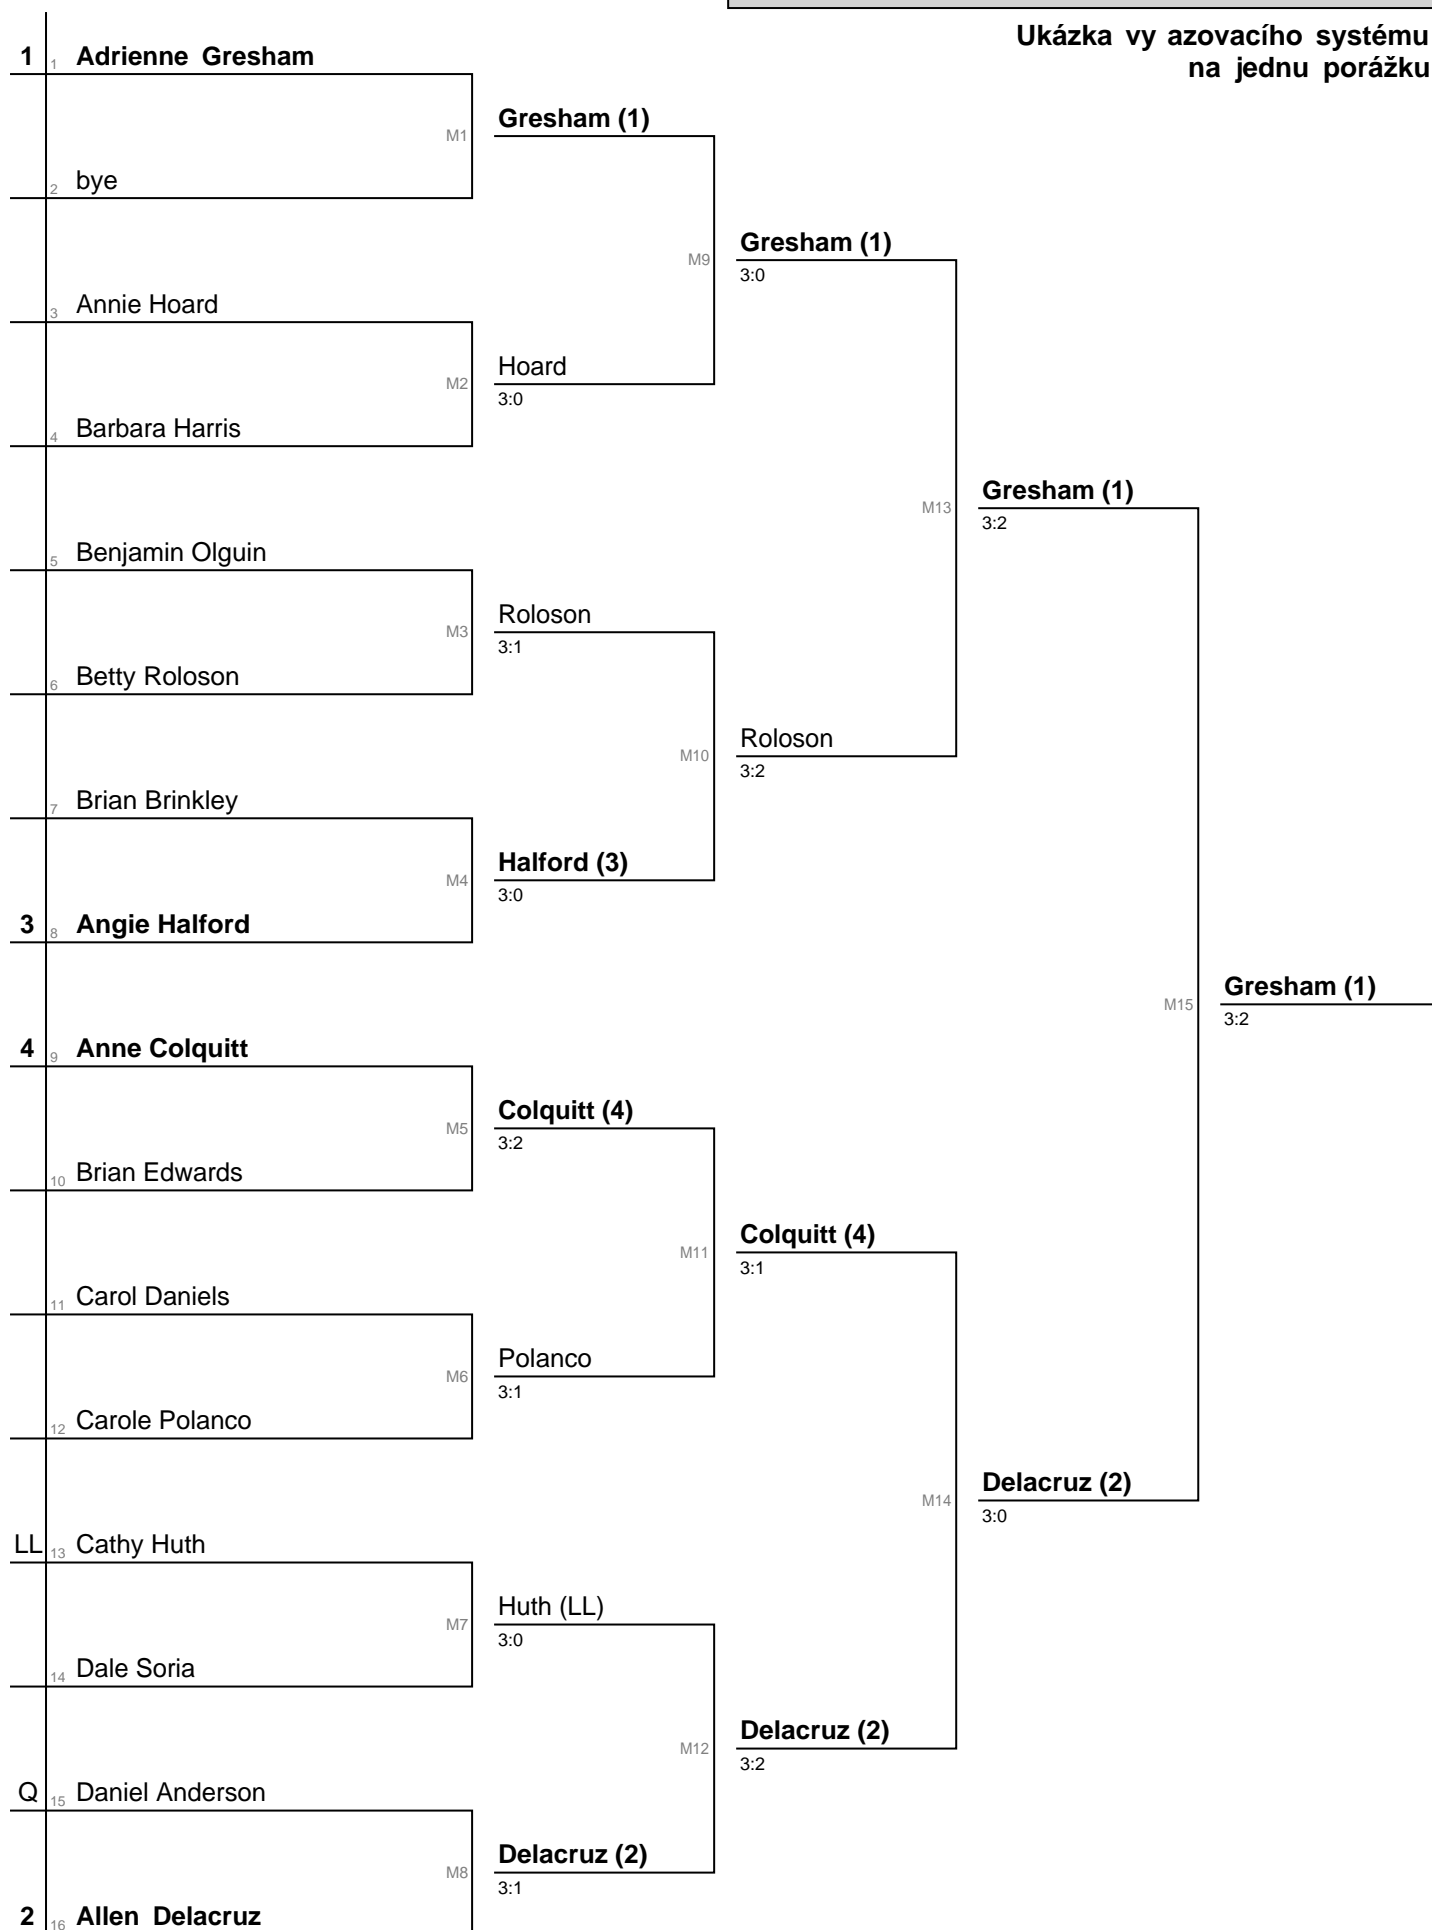 Ukázka vy azovacího systému
na jednu porážku
1 1 Adrienne Gresham
M1
Gresham (1)
2 bye
M9
Gresham (1)
3:0
3 Annie Hoard
M2
Hoard
3:0
4 Barbara Harris
M13
Gresham (1)
3:2
5 Benjamin Olguin
M3
Roloson
3:1
6 Betty Roloson
M10
Roloson
3:2
7 Brian Brinkley
M4
Halford (3)
3:0
3 8 Angie Halford
M15
Gresham (1)
3:2
4 9 Anne Colquitt
M5
Colquitt (4)
3:2
10 Brian Edwards
M11
Colquitt (4)
3:1
11 Carol Daniels
M6
Polanco
3:1
12 Carole Polanco
M14
Delacruz (2)
3:0
LL 13 Cathy Huth
M7
Huth (LL)
3:0
14 Dale Soria
M12
Delacruz (2)
3:2
Q 15 Daniel Anderson
M8
Delacruz (2)
3:1
2 16 Allen Delacruz